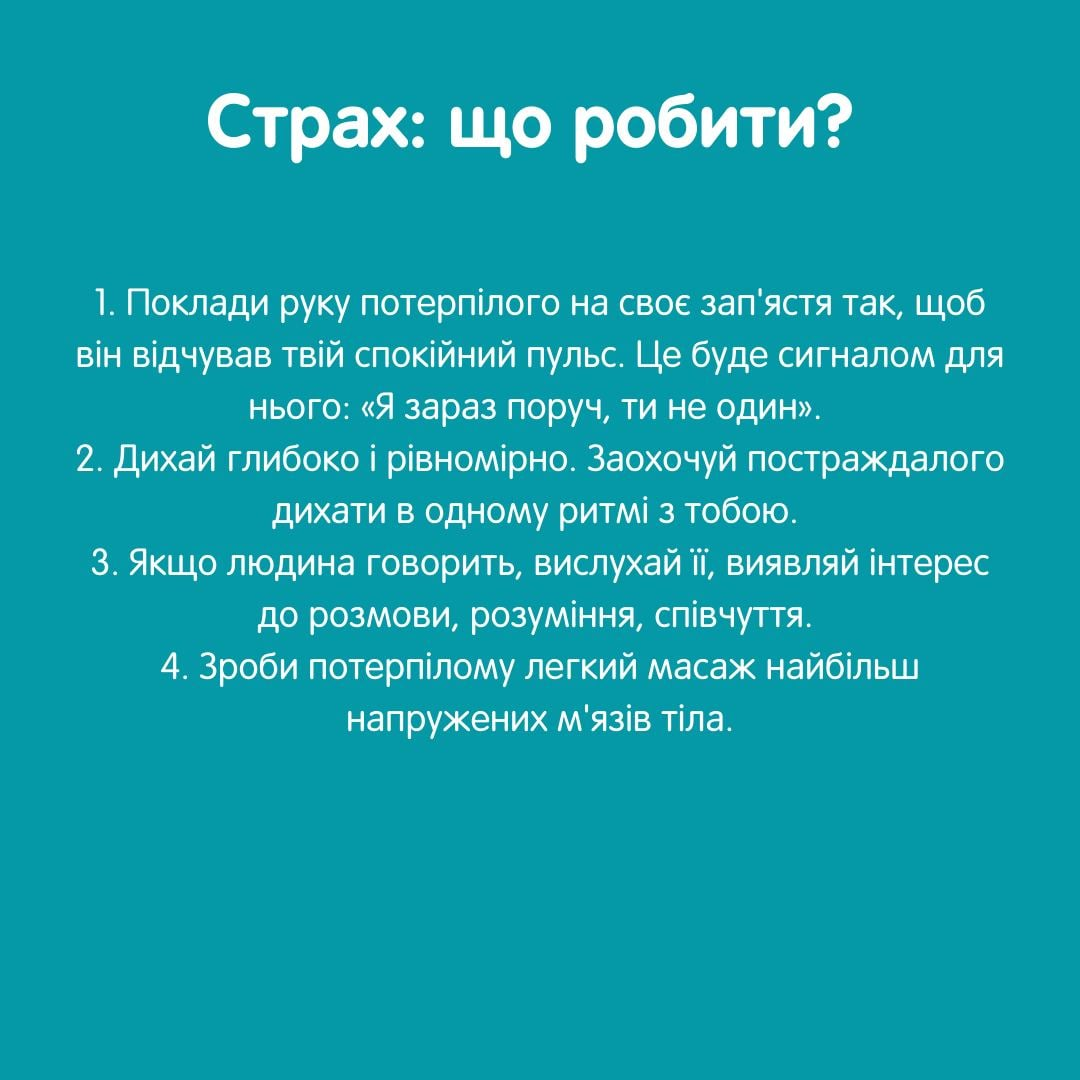 Страх: що робити?
1. Поклади руку потерпілого на своє зап'ястя так, щоб
він відчував твій спокійний пульс. Це буде сигналом для
нього: «Я зараз поруч, ти не один».
2. Дихай глибоко і рівномірно. Заохочуй постраждалого
дихати в одному ритмі з тобою.
3. Якщо людина говорить, вислухай її, виявляй інтерес
до розмови, розуміння, співчуття.
4. Зроби потерпілому легкий масаж найбільш
напружених м'язів тіла.